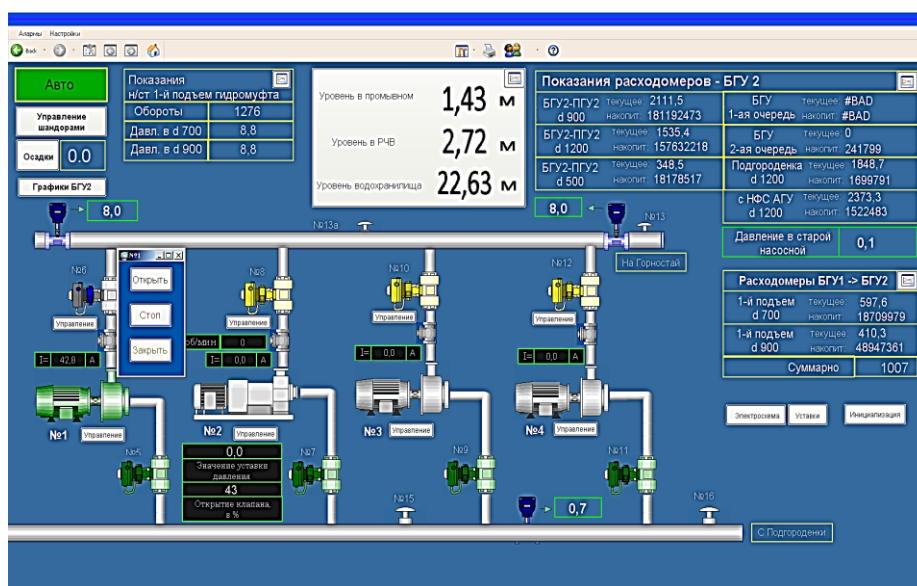 Алармы Настройки
Back
Авто
Управление
шандорами
Осадки 0.0
Графики БГУ2
Показания
н/ст 1-й подъем гидромуфта
Обороты 1276
Давл. в d 700 8,8
Давл. в d 900 8,8
Уровень в промывном 1,43 м
Уровень в РЧВ 2,72 м
Уровень водохранилища 22,63 м
Показания расходомеров - БГУ 2
БГУ2-ПГУ2 текущее: 2111,5
d 900 накопит: 181192473
БГУ2-ПГУ2 текущее: 1535,4
d 1200 накопит: 157632218
БГУ2-ПГУ2 текущее: 348,5
d 500 накопит: 18178517
БГУ текущее: #BAD
1-ая очередь накопит: #BAD
БГУ текущее: 0
2-ая очередь накопит: 241799
Подгороденка текущее: 1848,7
d 1200 накопит: 1699791
с НФС АГУ текущее: 2373,3
d 1200 накопит: 1522483
Давление в старой
насосной 0,1
Расходомеры БГУ1 -> БГУ2
1-й подъем текущее: 597,6
d 700 накопит: 18709979
1-й подъем текущее: 410,3
d 900 накопит: 48947361
Суммарно 1007
Электросхема Уставки Инициализация
8,0
8,0
№13а
№13
На Горностай
№1
Открыть
Стоп
Закрыть
№6
№8
№10
№12
Управление
Управление
Управление
Управление
об/мин 0
I= 42,8 A
I= 0,0 A
I= 0,0 A
I= 0,0 A
№1 Управление
№2 Управление
№3 Управление
№4 Управление
№5
№7
№9
№11
0,0
Значение уставки
давления
43
Открытие клапана,
в %
№15
0,7
№16
С Подгороденки